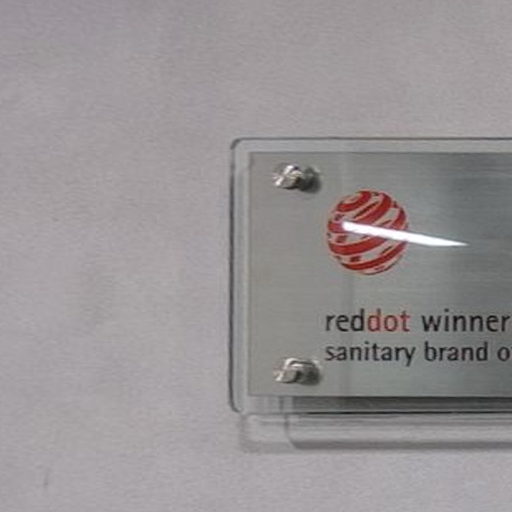 reddot winner
sanitary brand o